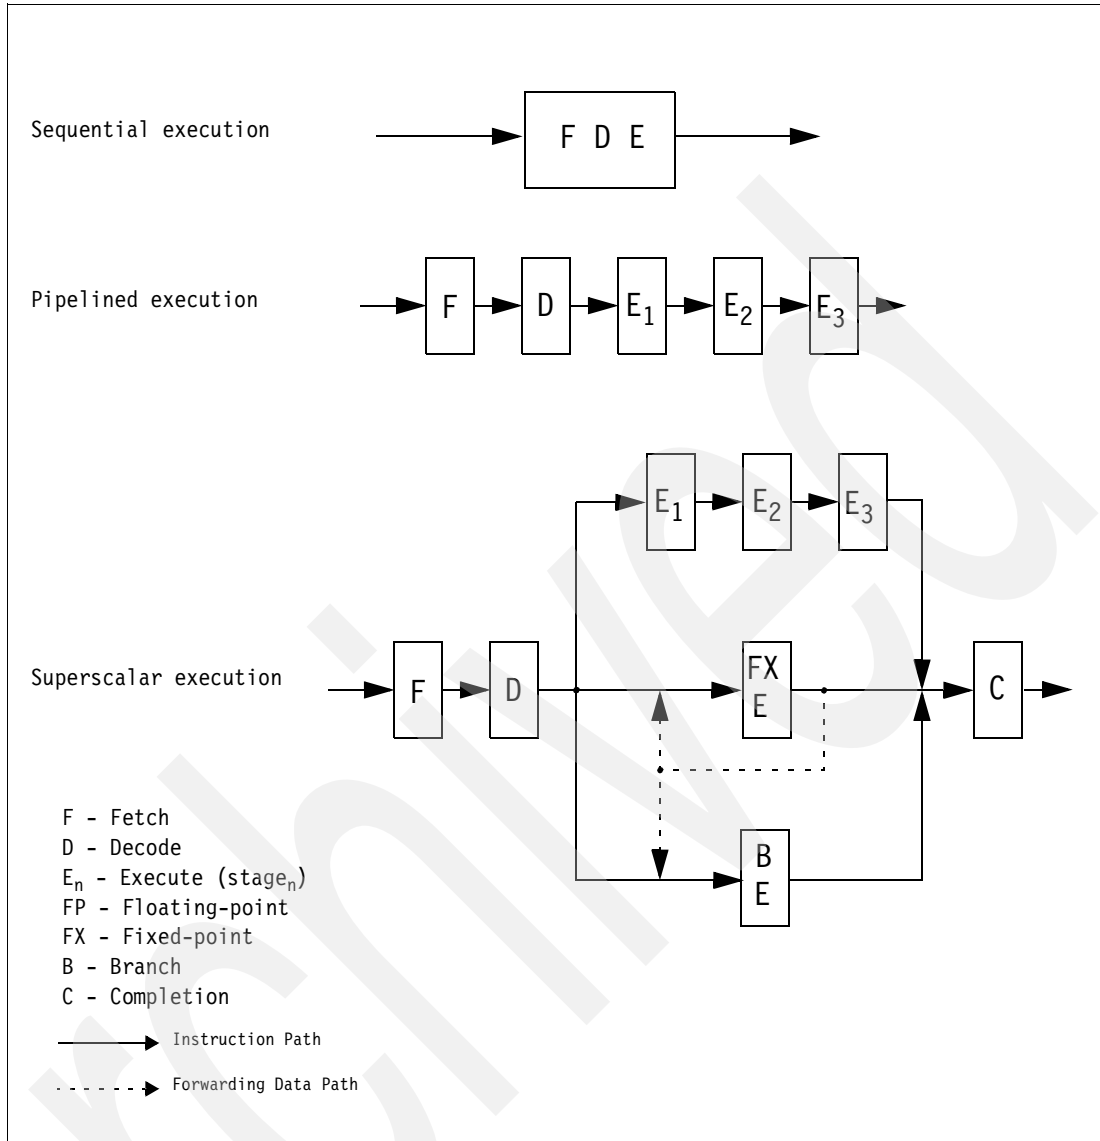 Sequential execution
F D E
Pipelined execution
F
D
E1
E2
E3
E1
E2
E3
Superscalar execution
F
D
FX
E
C
B
E
F - Fetch
D - Decode
En - Execute (stagen)
FP - Floating-point
FX - Fixed-point
B - Branch
C - Completion
Instruction Path
Forwarding Data Path
rchived